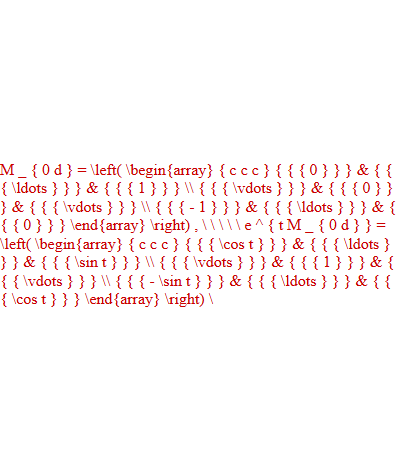 M _ { 0 d } = \left( \begin{array} { c c c } { { { 0 } } } & { {
{ \ldots } } } & { { { 1 } } } \\ { { { \vdots } } } & { { { 0 } }
} & { { { \vdots } } } \\ { { { - 1 } } } & { { { \ldots } } } & {
{ { 0 } } } \end{array} \right) , \ \ \ \ \ e ^ { t M _ { 0 d } } =
\left( \begin{array} { c c c } { { { \cos t } } } & { { { \ldots }
} } & { { { \sin t } } } \\ { { { \vdots } } } & { { { 1 } } } & {
{ { \vdots } } } \\ { { { - \sin t } } } & { { { \ldots } } } & { {
{ \cos t } } } \end{array} \right) \